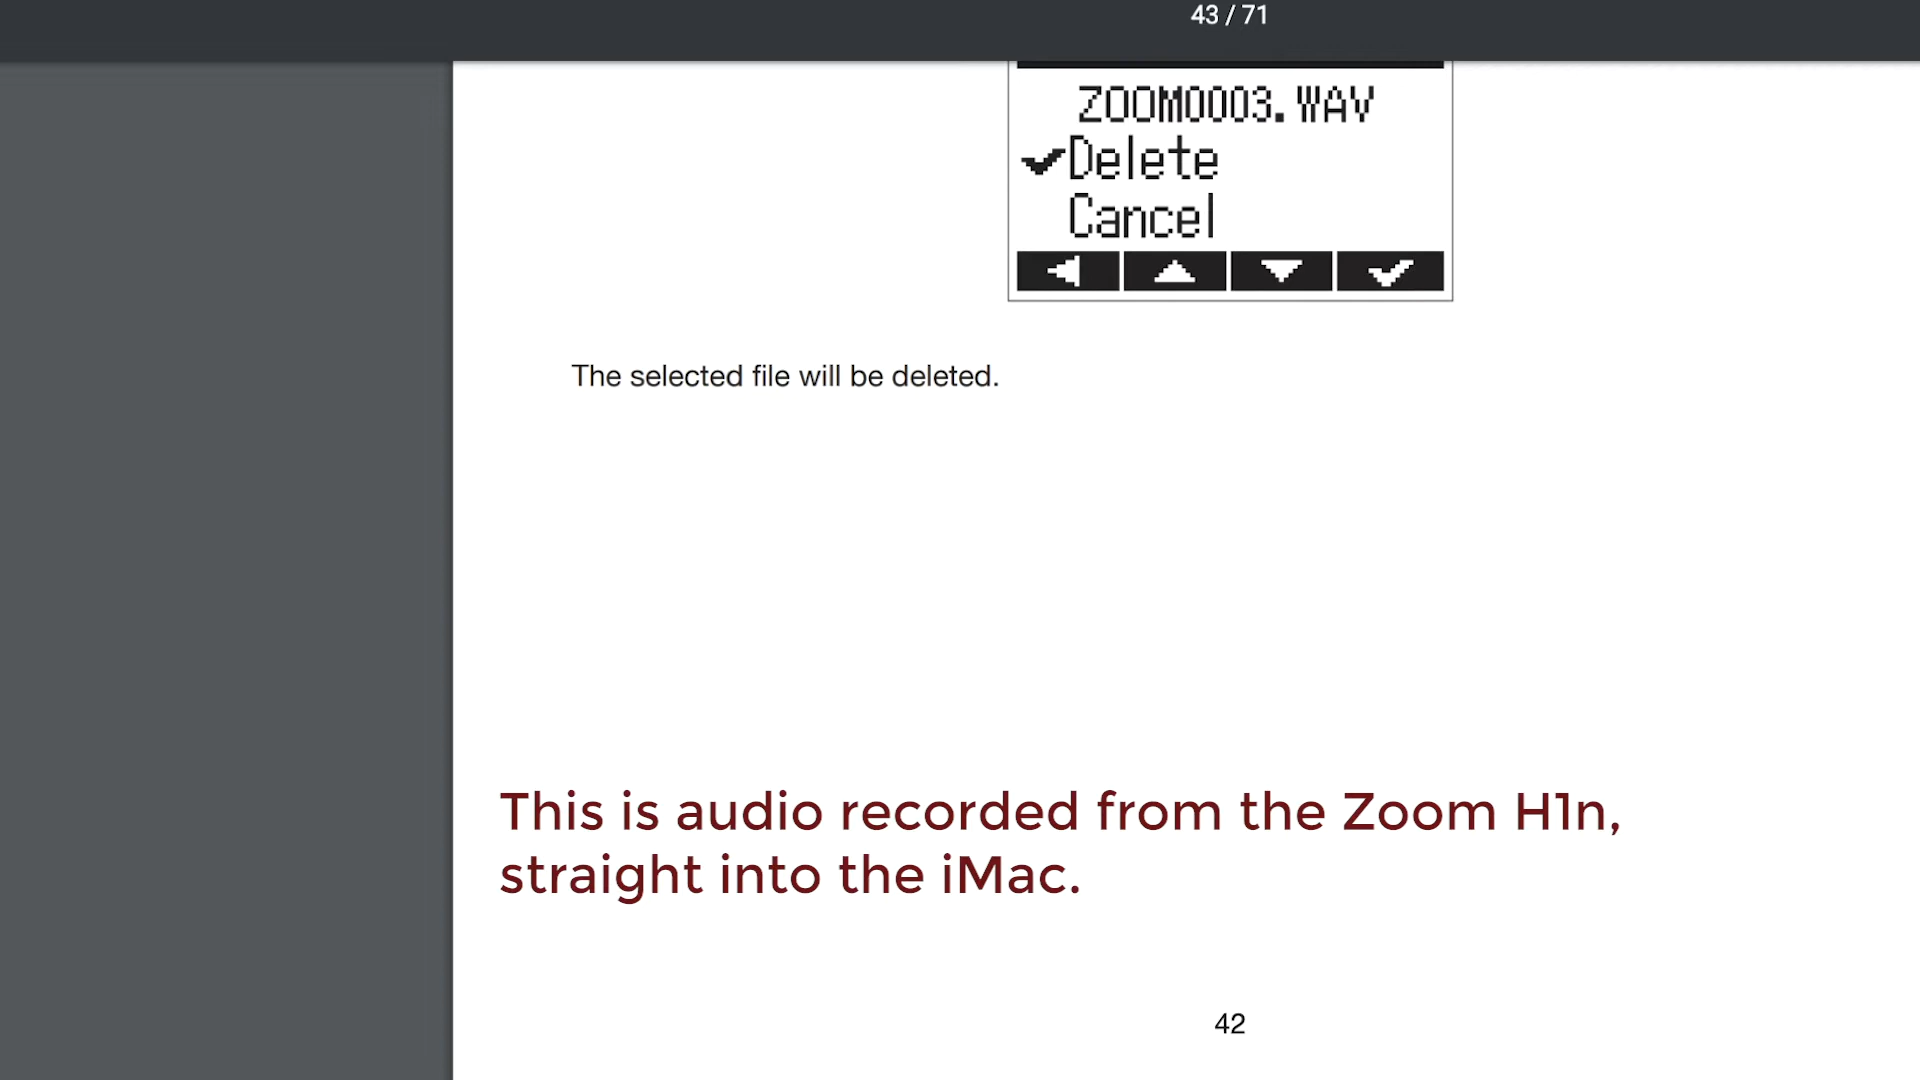 43 / 71
ZOOM0003.WAV
Delete
Cancel
The selected file will be deleted.
This is audio recorded from the Zoom H1n,
straight into the iMac.
42